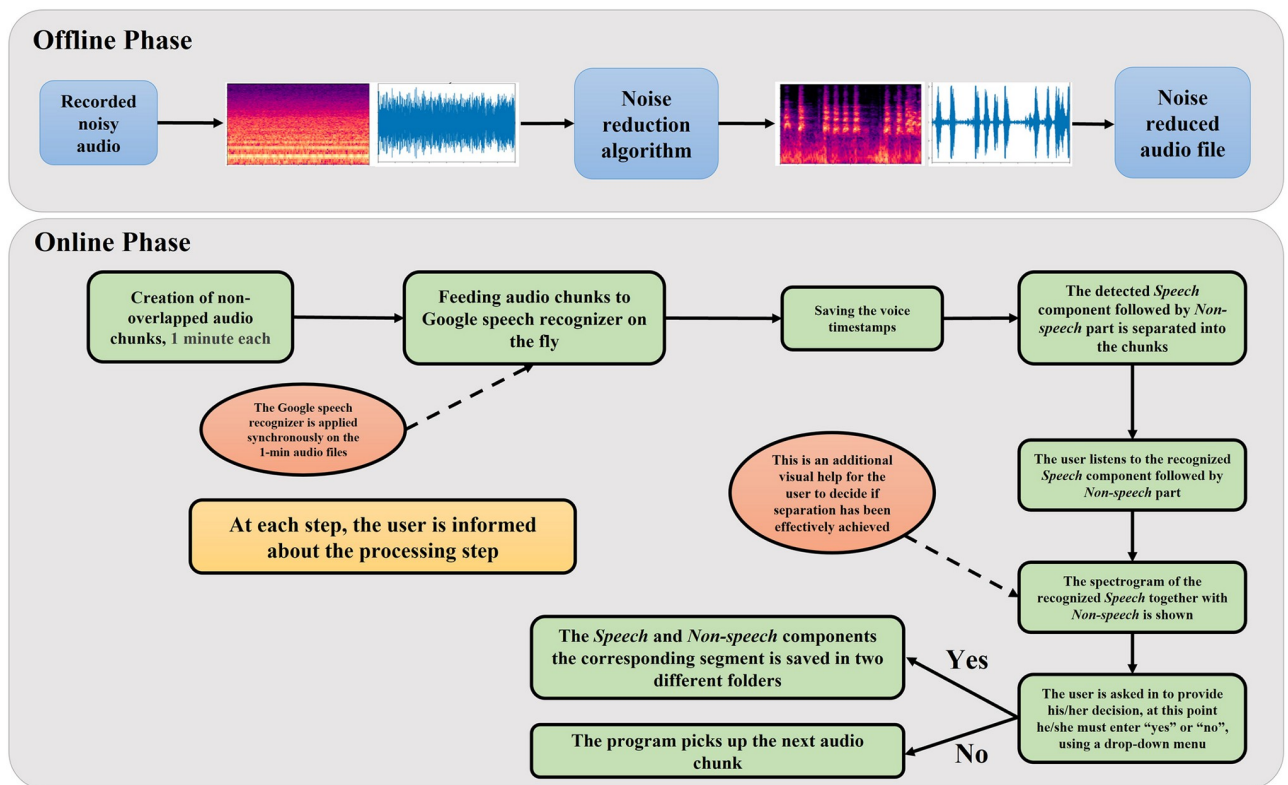 Offline Phase
Recorded
noisy
audio
Noise
reduction
algorithm
Noise
reduced
audio file
Online Phase
Creation of non-
overlapped audio
chunks, 1 minute each
Feeding audio chunks to
Google speech recognizer on
the fly
Saving the voice
timestamps
The detected Speech
component followed by Non-
speech part is separated into
the chunks
The Google speech
recognizer is applied
synchronously on the
1-min audio files
This is an additional
visual help for the
user to decide if
separation has been
effectively achieved
The user listens to the recognized
Speech component followed by
Non-speech part
At each step, the user is informed
about the processing step
The spectrogram of the
recognized Speech together with
Non-speech is shown
The Speech and Non-speech components
the corresponding segment is saved in two
different folders
Yes
The user is asked in to provide
his/her decision, at this point
he/she must enter “yes” or “no”,
using a drop-down menu
The program picks up the next audio
chunk
No